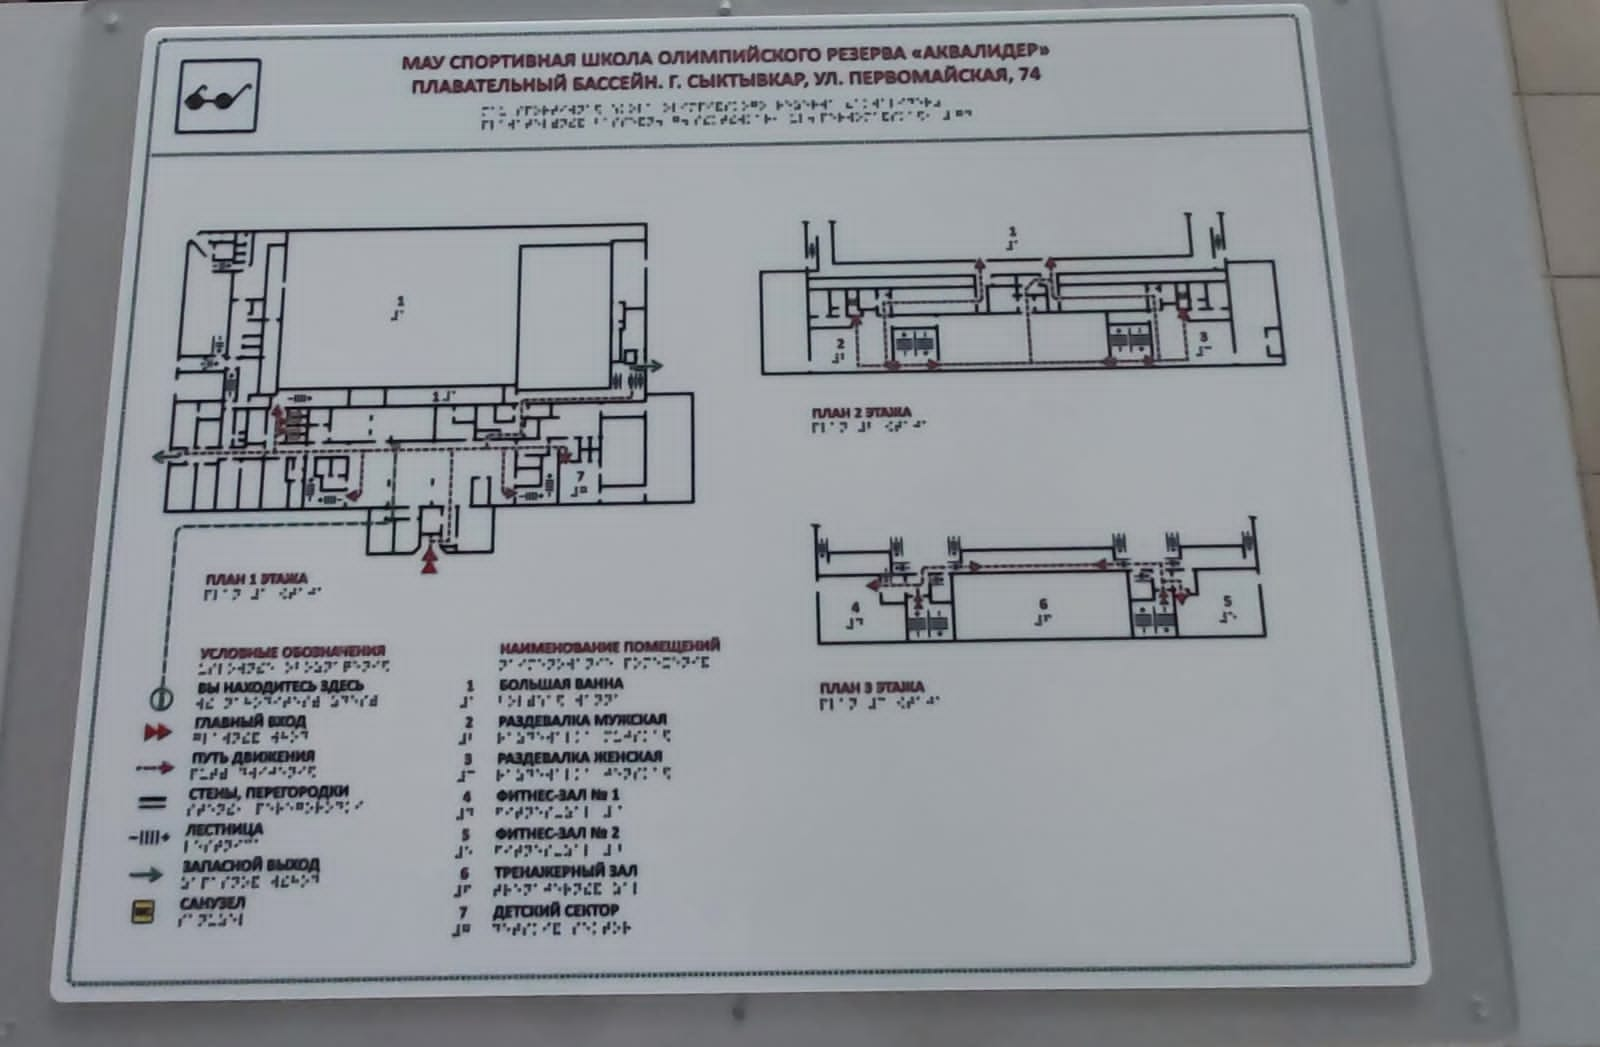 МАУ СПОРТИВНАЯ ШКОЛА ОЛИМПИЙСКОГО РЕЗЕРВА «АКВАЛИДЕР»
ПЛАВАТЕЛЬНЫЙ БАССЕЙН. Г. СЫКТЫВКАР, УЛ. ПЕРВОМАЙСКАЯ, 74
1
1
7
ПЛАН 1 ЭТАЖА
1
2
3
ПЛАН 2 ЭТАЖА
4
6
5
ПЛАН 3 ЭТАЖА
УСЛОВНЫЕ ОБОЗНАЧЕНИЯ
ВЫ НАХОДИТЕСЬ ЗДЕСЬ
ГЛАВНЫЙ ВХОД
ПУТЬ ДВИЖЕНИЯ
СТЕНЫ, ПЕРЕГОРОДКИ
ЛЕСТНИЦА
ЗАПАСНОЙ ВЫХОД
САНУЗЕЛ
НАИМЕНОВАНИЕ ПОМЕЩЕНИЙ
1 БОЛЬШАЯ ВАННА
2 РАЗДЕВАЛКА МУЖСКАЯ
3 РАЗДЕВАЛКА ЖЕНСКАЯ
4 ФИТНЕС-ЗАЛ № 1
5 ФИТНЕС-ЗАЛ № 2
6 ТРЕНАЖЕРНЫЙ ЗАЛ
7 ДЕТСКИЙ СЕКТОР